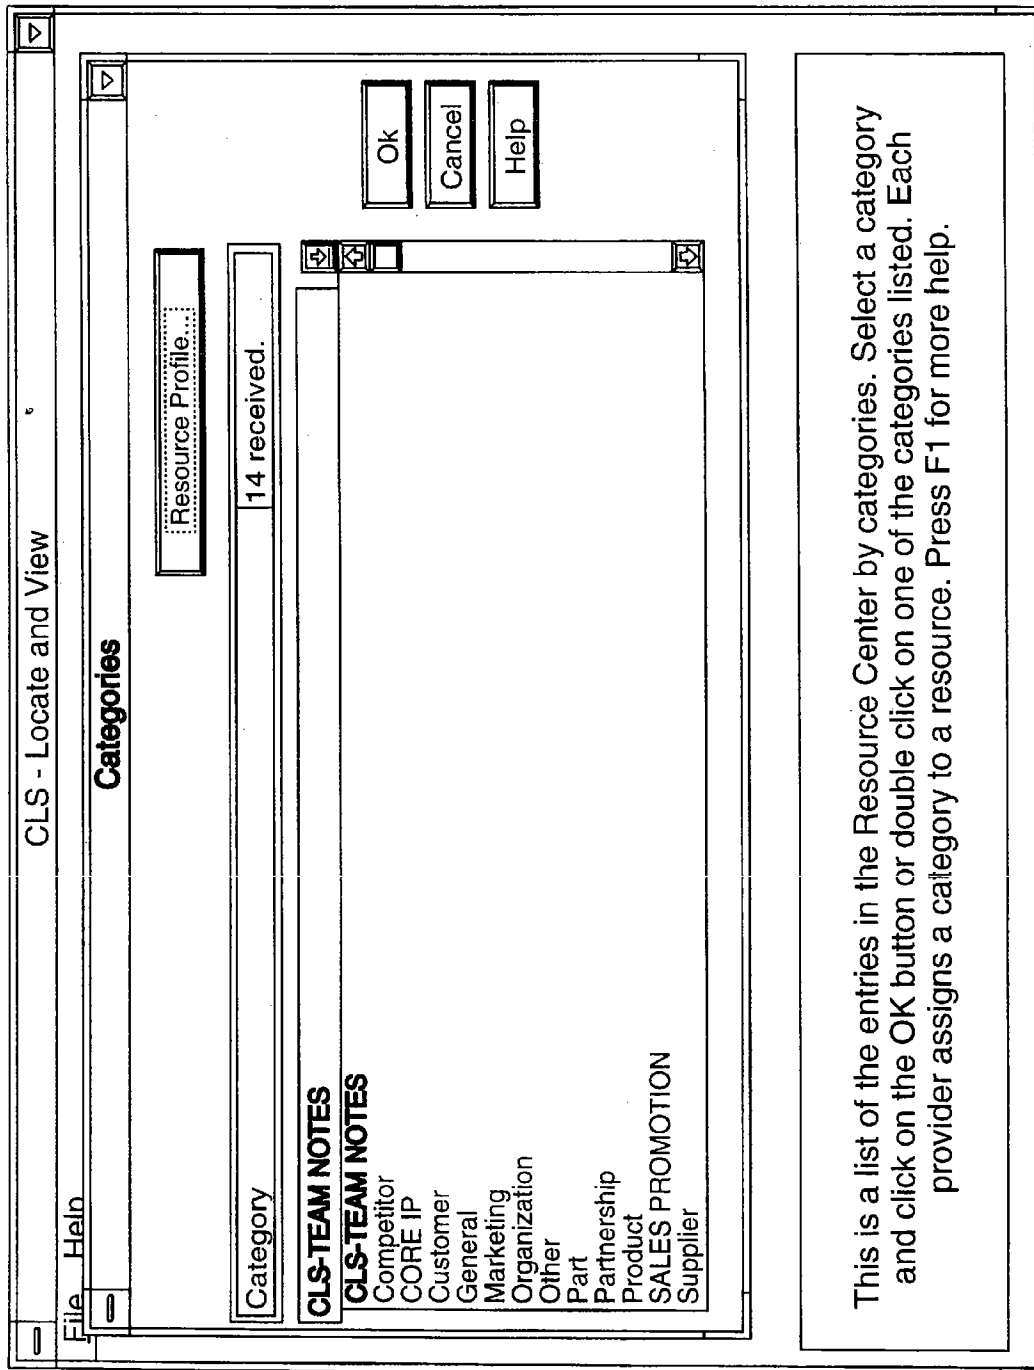 CLS - Locate and View
File Help
Categories
Resource Profile...
Category
14 received.
CLS-TEAM NOTES
CLS-TEAM NOTES
Competitor
CORE IP
Customer
General
Marketing
Organization
Other
Part
Partnership
Product
SALES PROMOTION
Supplier
Ok
Cancel
Help
This is a list of the entries in the Resource Center by categories. Select a category
and click on the OK button or double click on one of the categories listed. Each
provider assigns a category to a resource. Press F1 for more help.